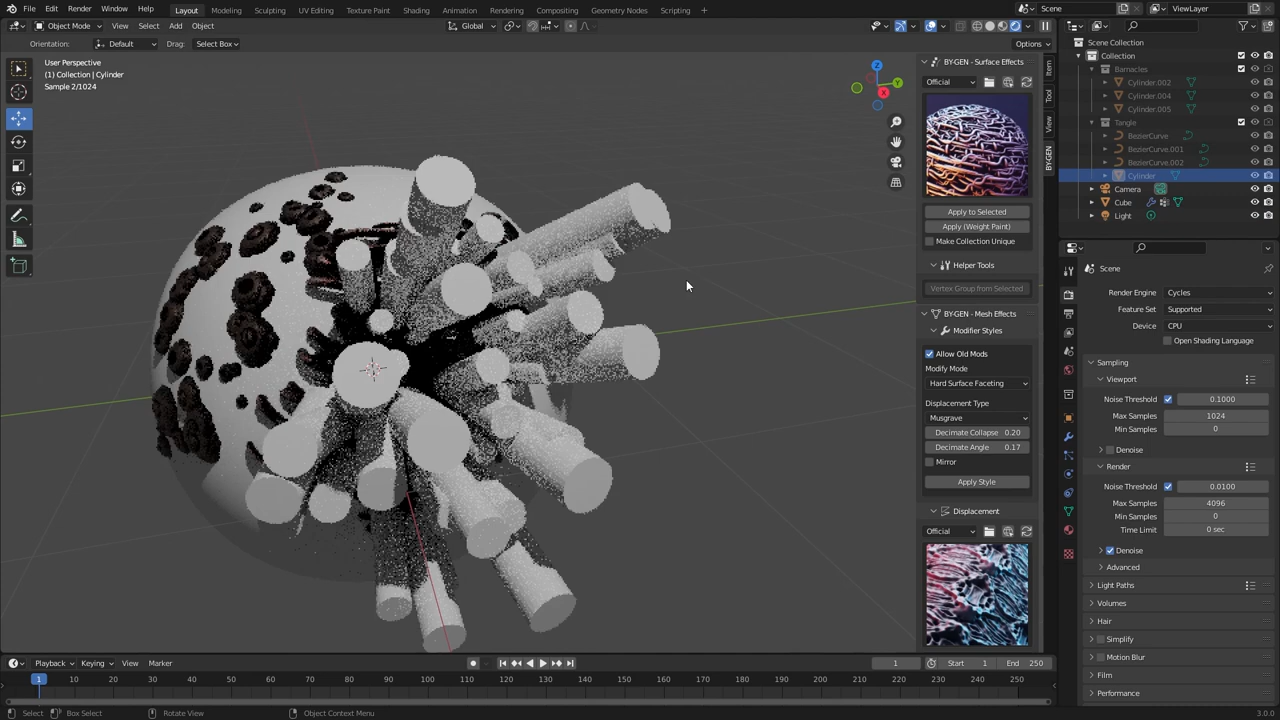 File Edit Render Window Help Layout Modeling Sculpting UV Editing Texture Paint Shading Animation Rendering Compositing Geometry Nodes Scripting + Scene ViewLayer
Object Mode View Select Add Object Global
Orientation: Default Drag: Select Box Options
User Perspective
(1) Collection | Cylinder
Sample 2/1024
Z
Y
X
Item
Tool
View
BY-GEN
BY-GEN - Surface Effects
Official
Apply to Selected
Apply (Weight Paint)
Make Collection Unique
Helper Tools
Vertex Group from Selected
BY-GEN - Mesh Effects
Modifier Styles
Allow Old Mods
Modify Mode
Hard Surface Faceting
Displacement Type
Musgrave
Decimate Collapse 0.20
Decimate Angle 0.17
Mirror
Apply Style
Displacement
Official
Scene Collection
Collection
Barnacles
Cylinder.002
Cylinder.004
Cylinder.005
Tangle
BezierCurve
BezierCurve.001
BezierCurve.002
Cylinder
Camera
Cube
Light
Scene
Render Engine Cycles
Feature Set Supported
Device CPU
Open Shading Language
Sampling
Viewport
Noise Threshold 0.1000
Max Samples 1024
Min Samples 0
Denoise
Render
Noise Threshold 0.0100
Max Samples 4096
Min Samples 0
Time Limit 0 sec
Denoise
Advanced
Light Paths
Volumes
Hair
Simplify
Motion Blur
Film
Performance
Playback Keying View Marker 1 Start 1 End 250
1 10 20 30 40 50 60 70 80 90 100 110 120 130 140 150 160 170 180 190 200 210 220 230 240 250
Select Box Select Rotate View Object Context Menu 3.0.0